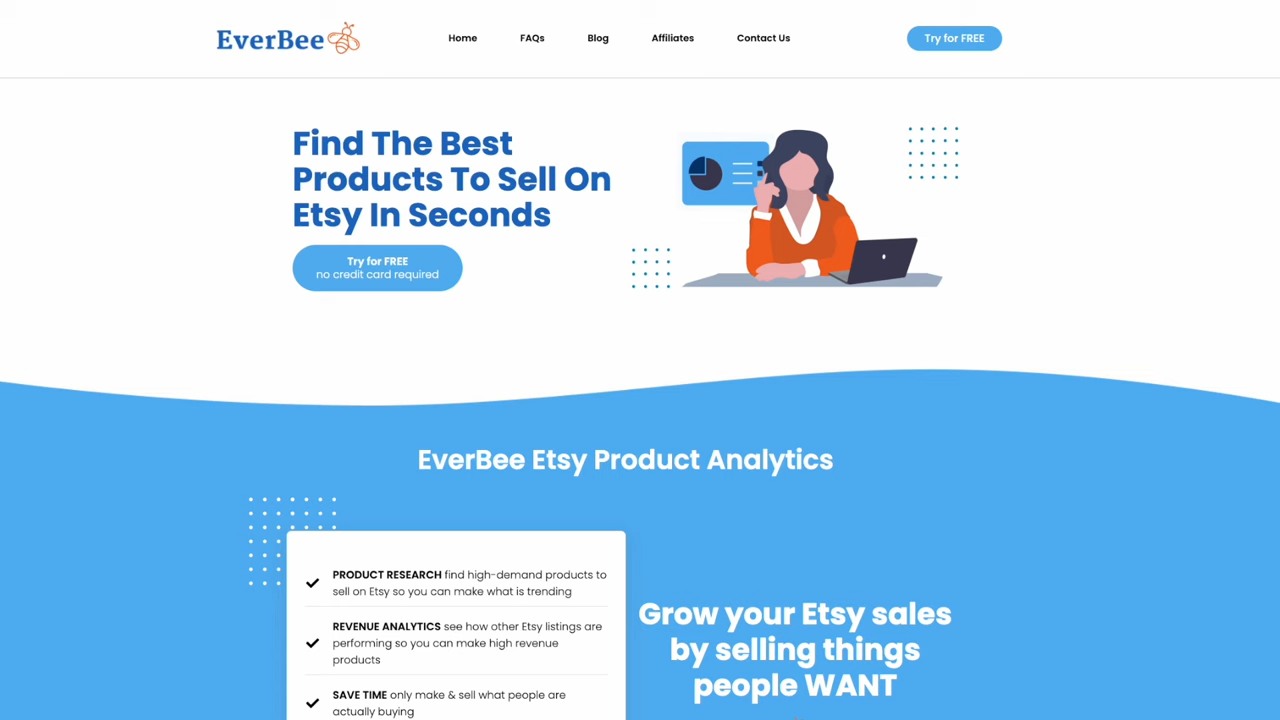 EverBee
Home
FAQs
Blog
Affiliates
Contact Us
Try for FREE
Find The Best
Products To Sell On
Etsy In Seconds
Try for FREE
no credit card required
EverBee Etsy Product Analytics
PRODUCT RESEARCH find high-demand products to
sell on Etsy so you can make what is trending
REVENUE ANALYTICS see how other Etsy listings are
performing so you can make high revenue
products
SAVE TIME only make & sell what people are
actually buying
Grow your Etsy sales
by selling things
people WANT